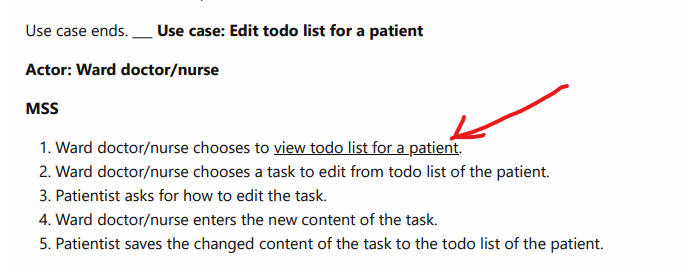 Use case ends. ___ Use case: Edit todo list for a patient
Actor: Ward doctor/nurse
MSS
1. Ward doctor/nurse chooses to view todo list for a patient.
2. Ward doctor/nurse chooses a task to edit from todo list of the patient.
3. Patientist asks for how to edit the task.
4. Ward doctor/nurse enters the new content of the task.
5. Patientist saves the changed content of the task to the todo list of the patient.